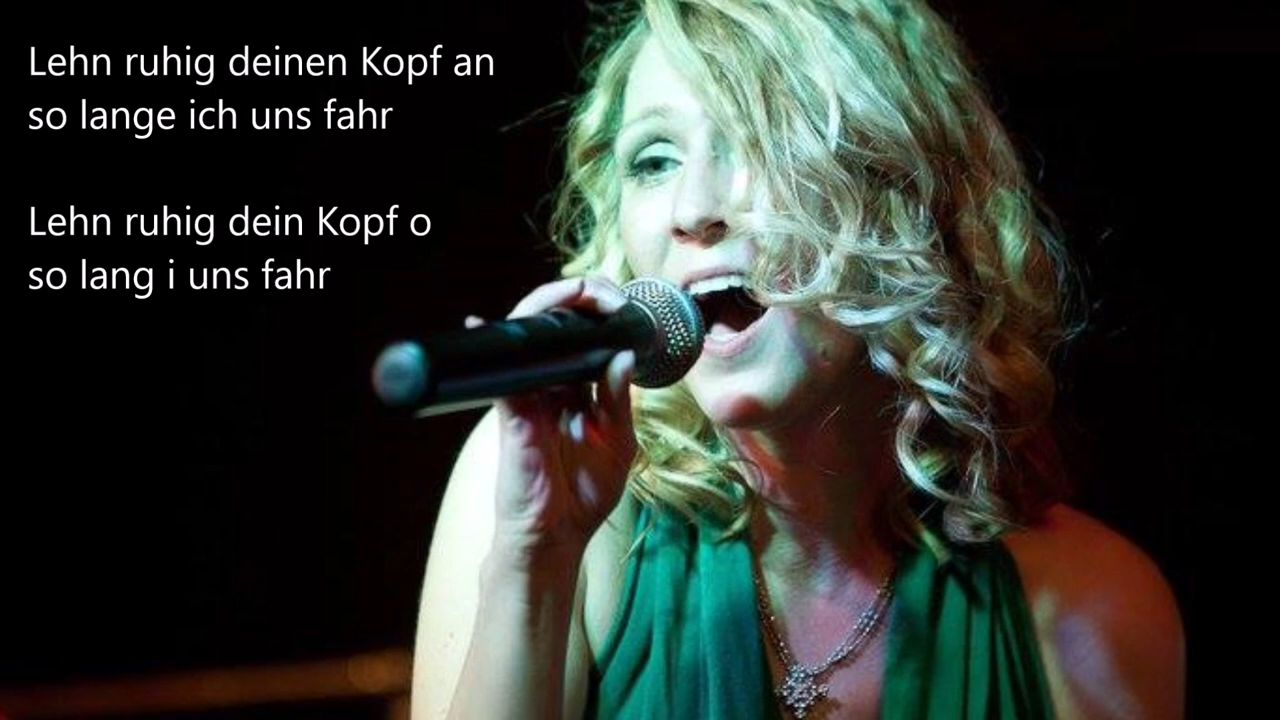 Lehn ruhig deinen Kopf an
so lange ich uns fahr
Lehn ruhig dein Kopf o
so lang i uns fahr